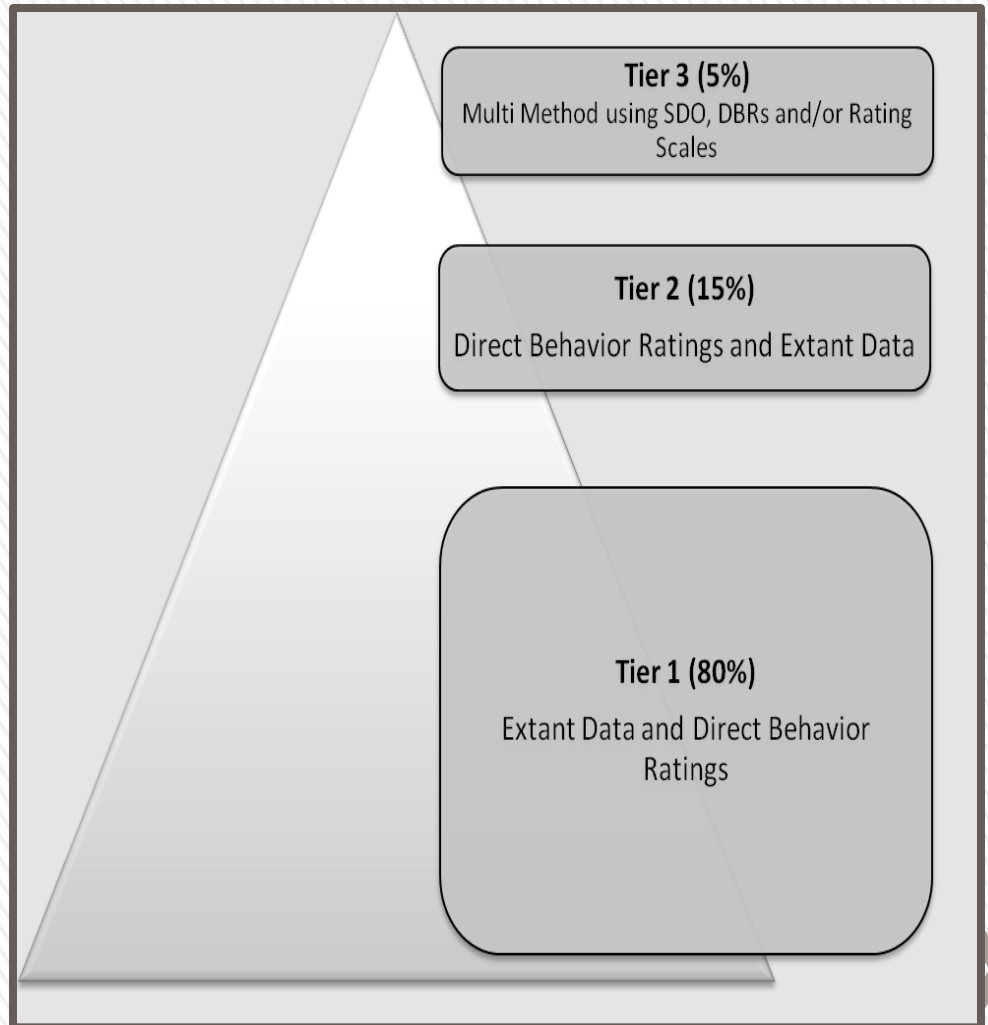 Tier 3 (5%)
Multi Method using SDO, DBRs and/or Rating
Scales
Tier 2 (15%)
Direct Behavior Ratings and Extant Data
Tier 1 (80%)
Extant Data and Direct Behavior
Ratings